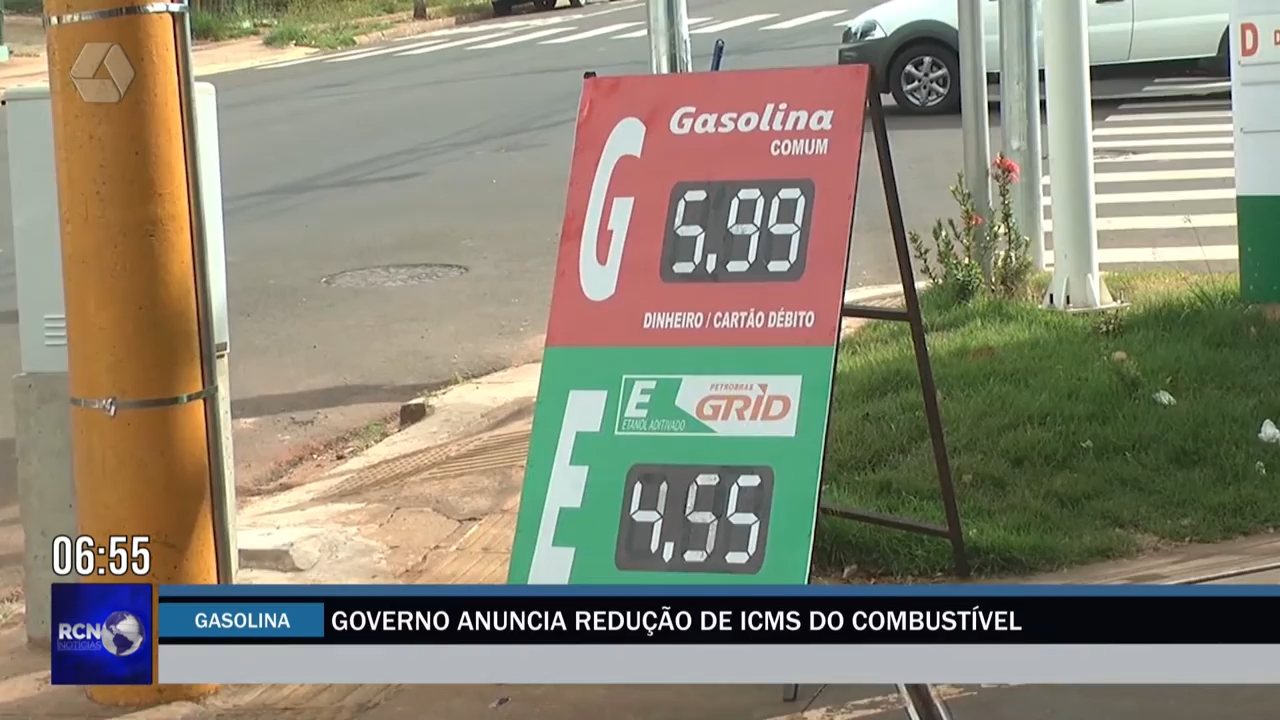 Gasolina
COMUM
G
5.99
DINHEIRO / CARTÃO DÉBITO
E
PETROBRAS
GRID
ETANOL ADITIVADO
E
4.55
D
06:55
RCN
NOTÍCIAS
GASOLINA
GOVERNO ANUNCIA REDUÇÃO DE ICMS DO COMBUSTÍVEL